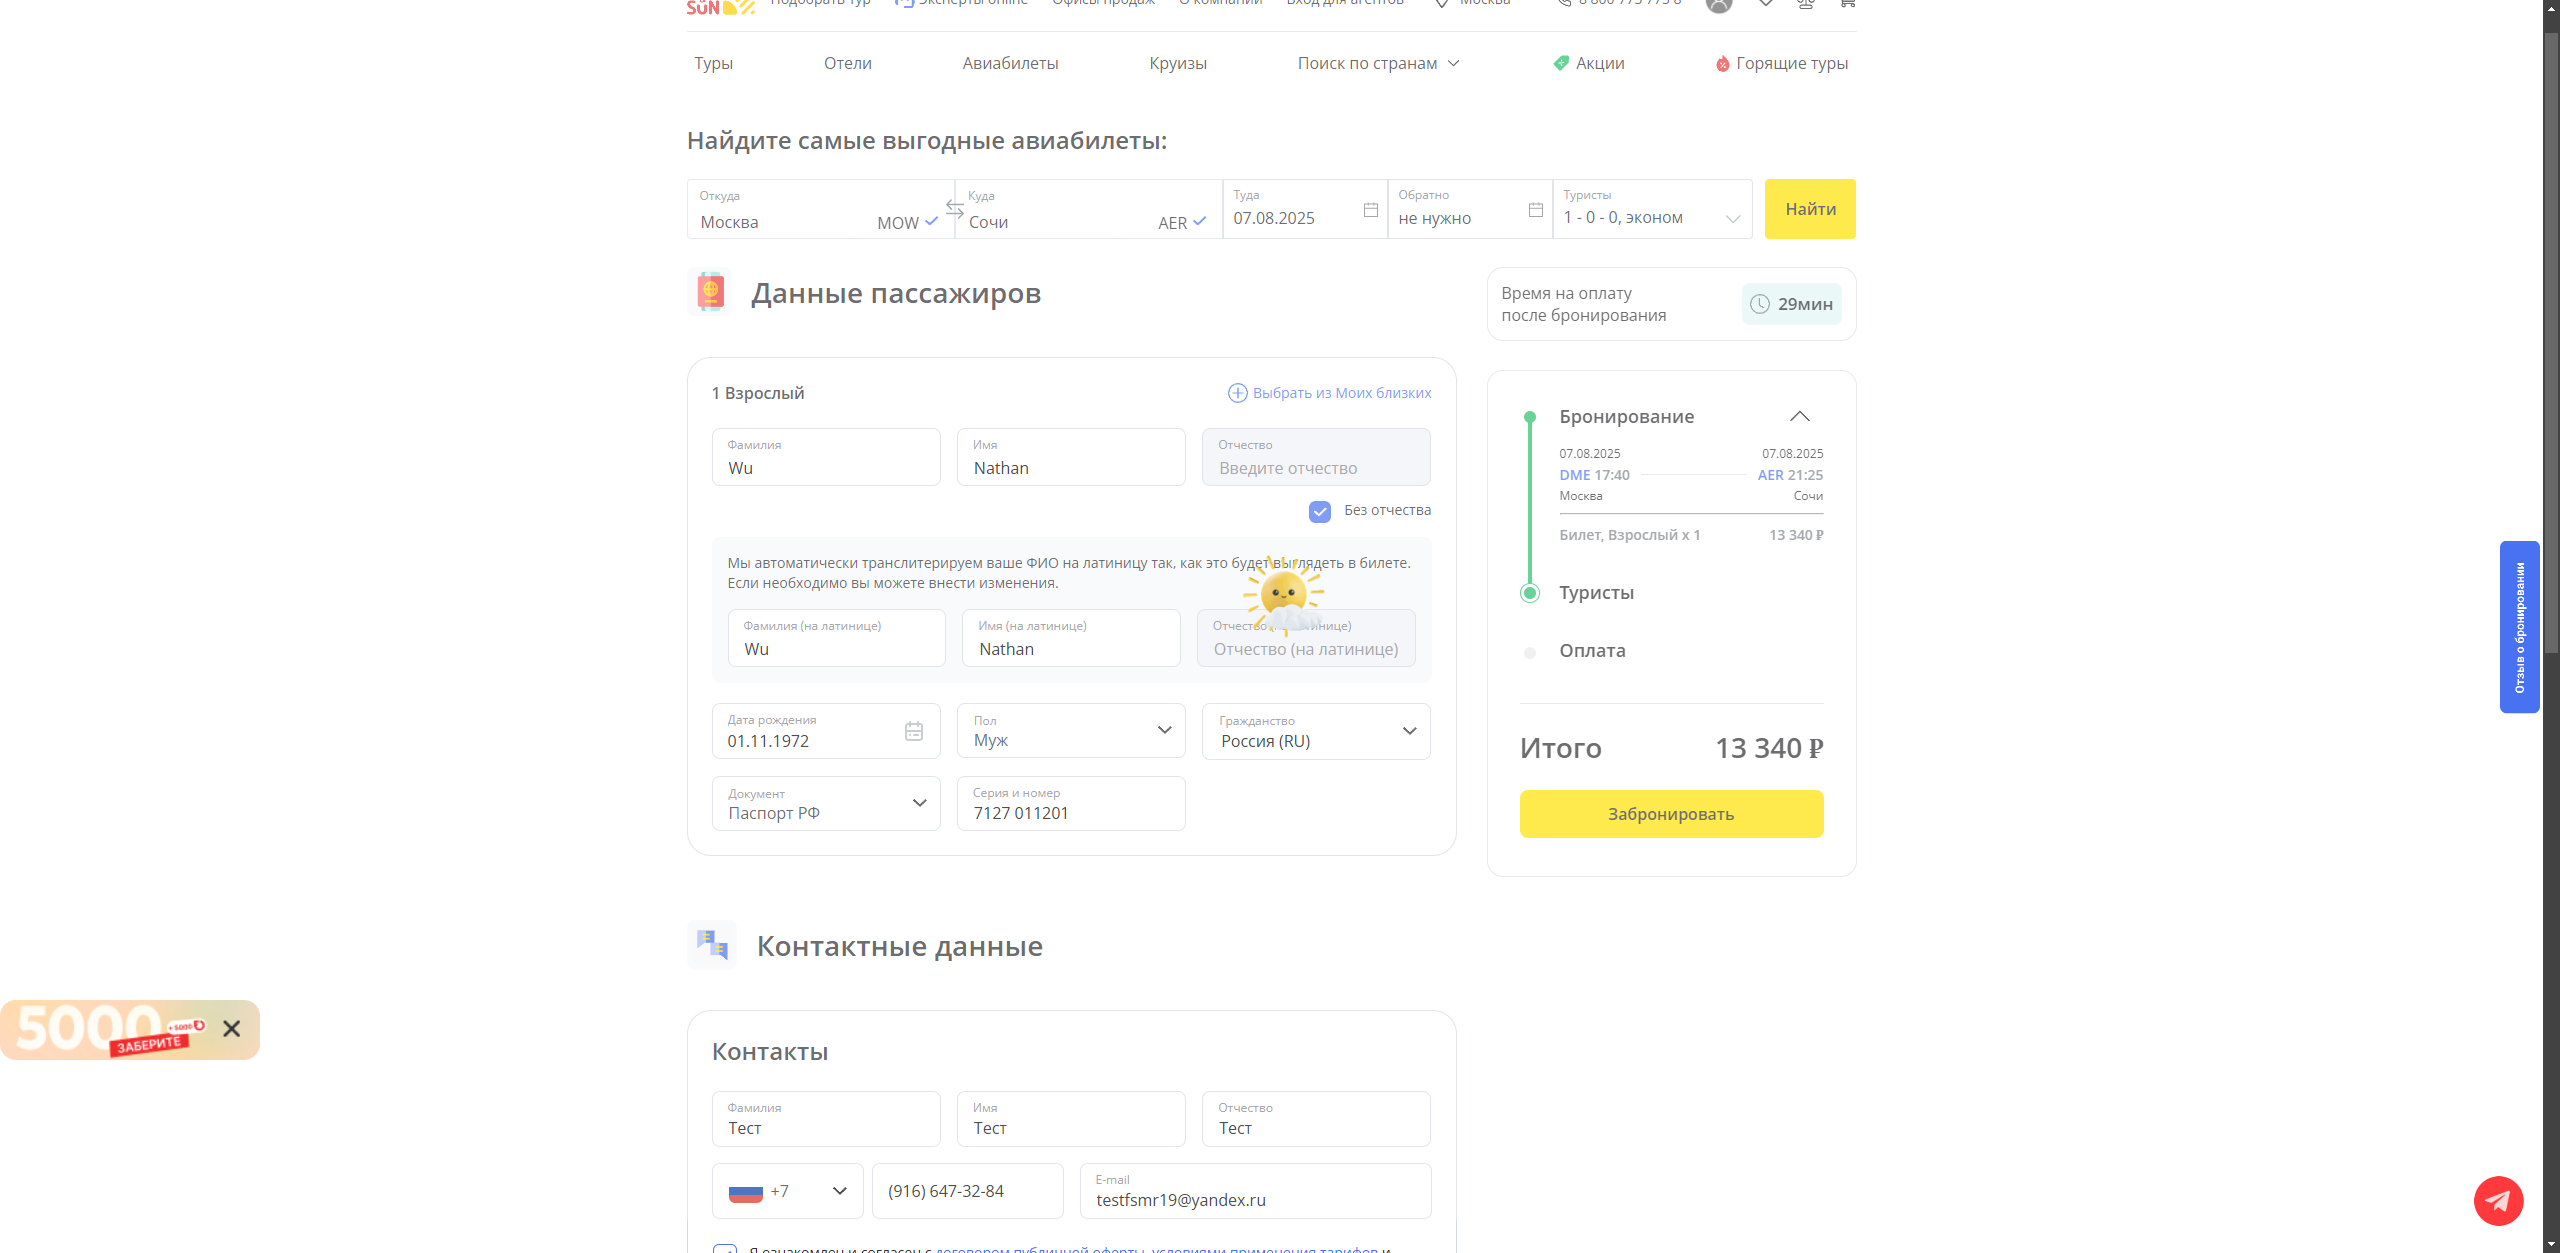 SUN
Подобрать тур
Эксперты online
Офисы продаж
О компании
Вход для агентов
Москва
8 800 775 775 8
Туры
Отели
Авиабилеты
Круизы
Поиск по странам
Акции
Горящие туры
Найдите самые выгодные авиабилеты:
Откуда
Москва
MOW
Куда
Сочи
AER
Туда
07.08.2025
Обратно
не нужно
Туристы
1 - 0 - 0, эконом
Найти
Данные пассажиров
1 Взрослый
Выбрать из Моих близких
Фамилия
Wu
Имя
Nathan
Отчество
Введите отчество
Без отчества
Мы автоматически транслитерируем ваше ФИО на латиницу так, как это будет выглядеть в билете.
Если необходимо вы можете внести изменения.
Фамилия (на латинице)
Wu
Имя (на латинице)
Nathan
Отчество (на латинице)
Отчество (на латинице)
Дата рождения
01.11.1972
Пол
Муж
Гражданство
Россия (RU)
Документ
Паспорт РФ
Серия и номер
7127 011201
Время на оплату
после бронирования
29мин
Бронирование
07.08.2025
07.08.2025
DME 17:40
AER 21:25
Москва
Сочи
Билет, Взрослый x 1
13 340 ₽
Туристы
Оплата
Итого
13 340 ₽
Забронировать
Контактные данные
Контакты
Фамилия
Тест
Имя
Тест
Отчество
Тест
+7
(916) 647-32-84
E-mail
testfsmr19@yandex.ru
Я ознакомлен и согласен с договором публичной оферты, условиями применения тарифов и
5000
+5000
ЗАБЕРИТЕ
Отзыв о бронировании